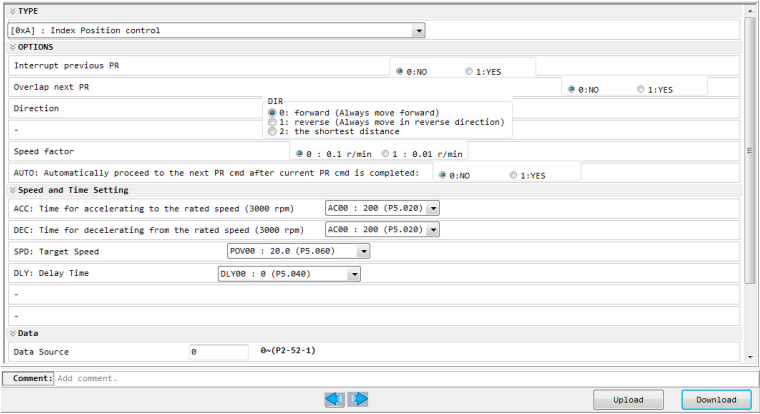 TYPE
[0xA] : Index Position control
OPTIONS
Interrupt previous PR 0:NO 1:YES
Overlap next PR 0:NO 1:YES
DIR
Direction 0: forward (Always move forward)
1: reverse (Always move in reverse direction)
- 2: the shortest distance
Speed factor 0 : 0.1 r/min 1 : 0.01 r/min
AUTO: Automatically proceed to the next PR cmd after current PR cmd is completed: 0:NO 1:YES
Speed and Time Setting
ACC: Time for accelerating to the rated speed (3000 rpm) AC00 : 200 (P5.020)
DEC: Time for decelerating from the rated speed (3000 rpm) AC00 : 200 (P5.020)
SPD: Target Speed POV00 : 20.0 (P5.060)
DLY: Delay Time DLY00 : 0 (P5.040)
-
-
Data
Data Source 0 0~(P2-52-1)
Comment: Add comment.
Upload Download